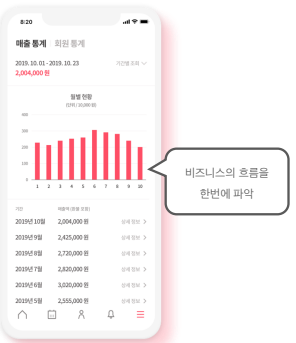 8:20
매출 통계 회원 통계
2019. 10. 01 - 2019. 10. 23 기간별 조회
2,004,000 원
월별 현황
(단위 / 10,000 원)
400
300
200
100
0
1 2 3 4 5 6 7 8 9 10
기간 매출액 (환불 포함)
2019년 10월 2,004,000 원 상세 정보
2019년 9월 2,425,000 원 상세 정보
2019년 8월 2,720,000 원 상세 정보
2019년 7월 2,820,000 원 상세 정보
2019년 6월 3,020,000 원 상세 정보
2019년 5월 2,555,000 원 상세 정보
비즈니스의 흐름을
한번에 파악